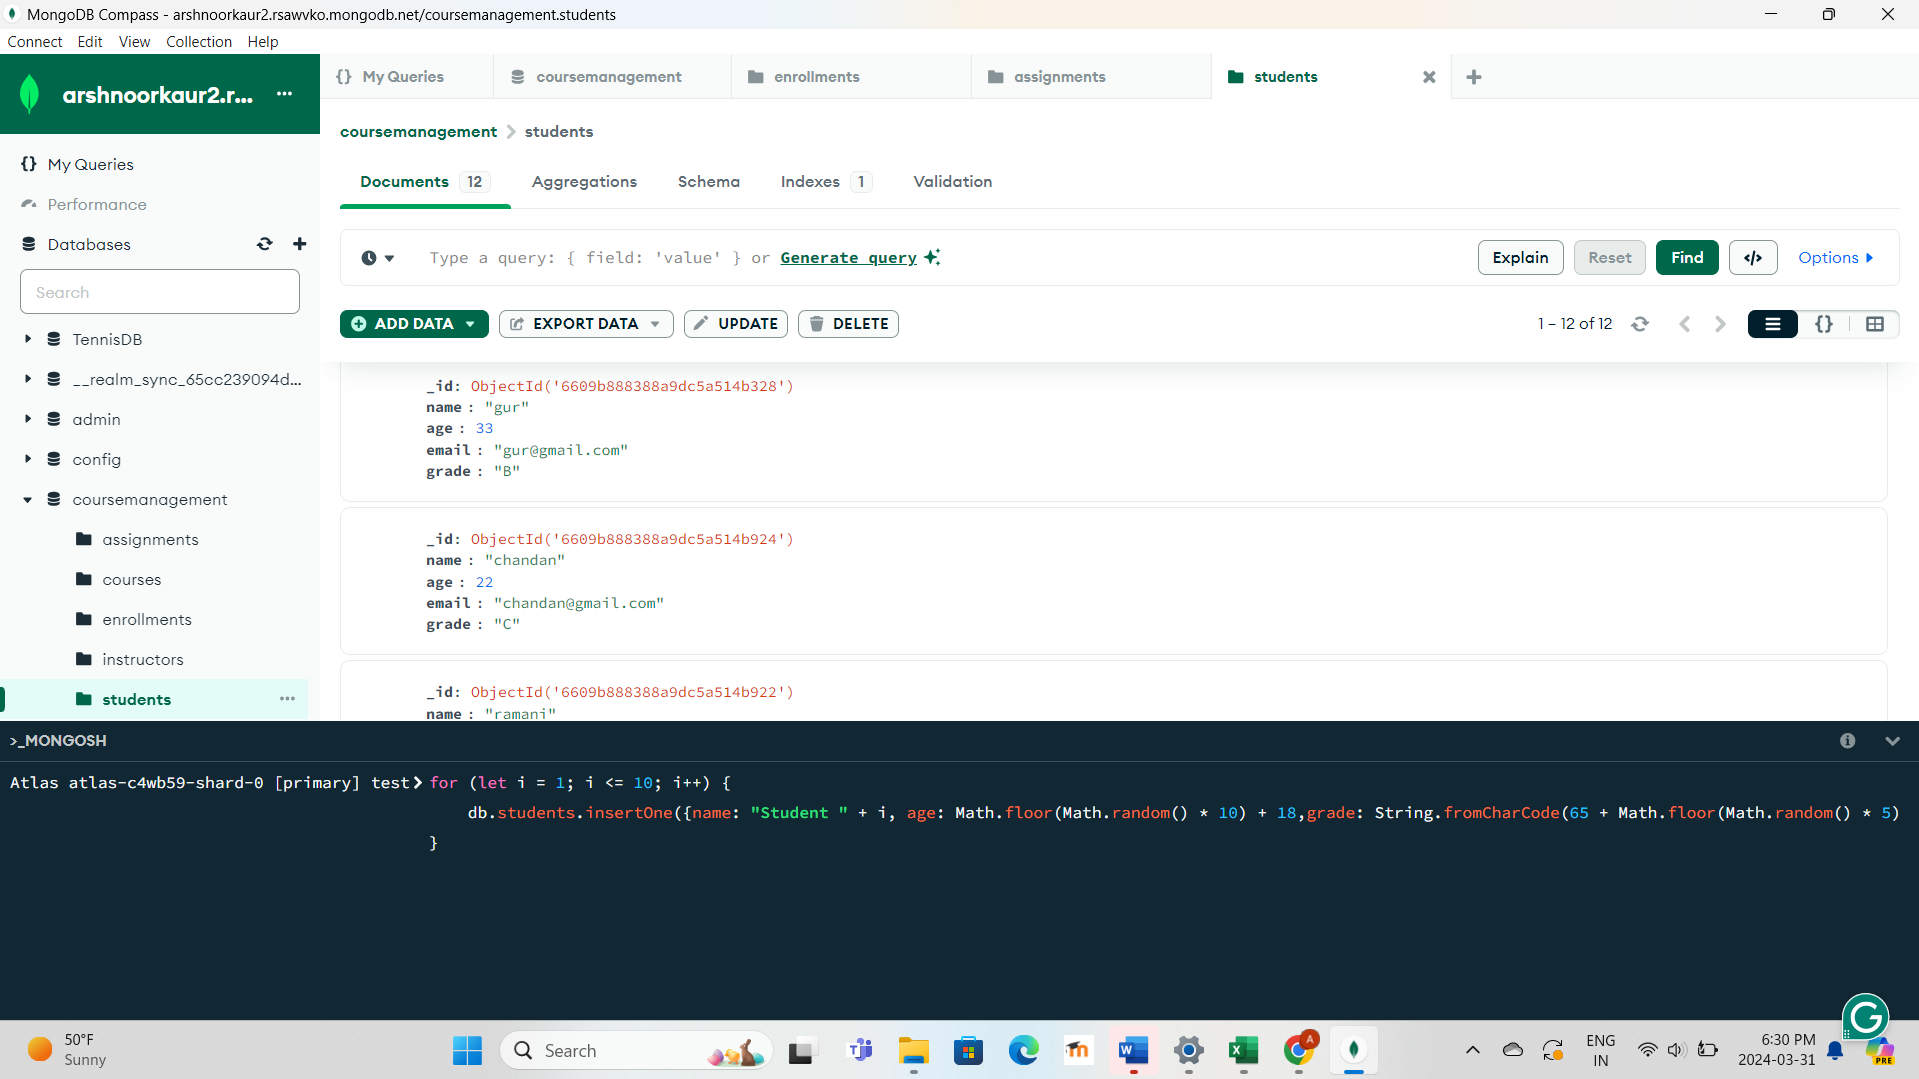 MongoDB Compass - arshnoorkaur2.rsawvko.mongodb.net/coursemanagement.students
Connect Edit View Collection Help
arshnoorkaur2.r...
My Queries
Performance
Databases
Search
TennisDB
__realm_sync_65cc239094d...
admin
config
coursemanagement
assignments
courses
enrollments
instructors
students
{} My Queries coursemanagement enrollments assignments students
coursemanagement > students
Documents 12 Aggregations Schema Indexes 1 Validation
Type a query: { field: 'value' } or Generate query
Explain Reset Find </> Options
ADD DATA EXPORT DATA UPDATE DELETE
1 – 12 of 12 {}
_id: ObjectId('6609b888388a9dc5a514b328')
name : "gur"
age : 33
email : "gur@gmail.com"
grade : "B"
_id: ObjectId('6609b888388a9dc5a514b924')
name : "chandan"
age : 22
email : "chandan@gmail.com"
grade : "C"
_id: ObjectId('6609b888388a9dc5a514b922')
name : "ramani"
>_MONGOSH
Atlas atlas-c4wb59-shard-0 [primary] test> for (let i = 1; i <= 10; i++) {
db.students.insertOne({name: "Student " + i, age: Math.floor(Math.random() * 10) + 18,grade: String.fromCharCode(65 + Math.floor(Math.random() * 5)
}
50°F
Sunny
Search
ENG
IN
6:30 PM
2024-03-31
PRE